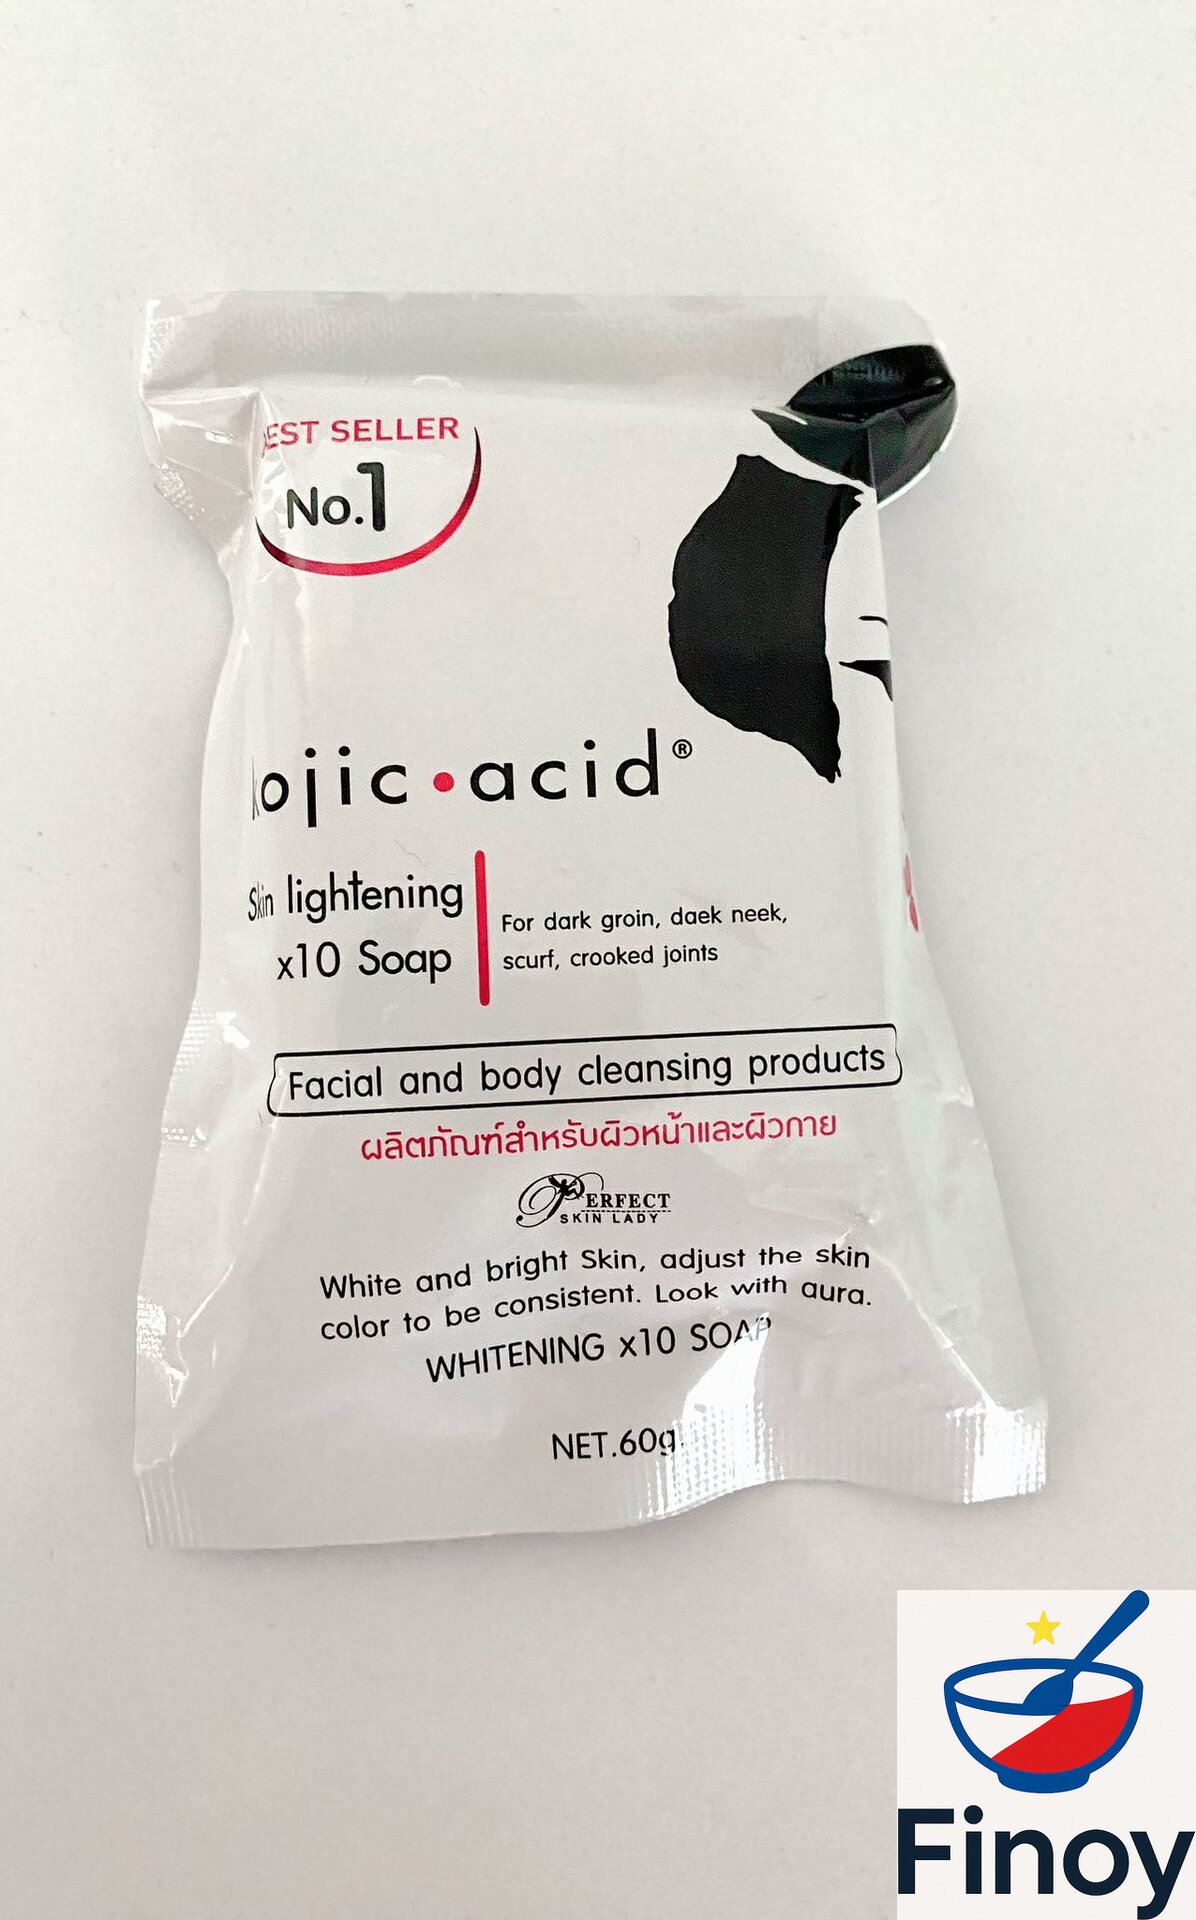 EST SELLER
No.1
kojic • acid®
Skin lightening
x10 Soap
For dark groin, daek neek,
scurf, crooked joints
Facial and body cleansing products
ผลิตภัณฑ์สำหรับผิวหน้าและผิวกาย
PERFECT
SKIN LADY
White and bright Skin, adjust the skin
color to be consistent. Look with aura.
WHITENING x10 SOAP
NET.60g.
Finoy